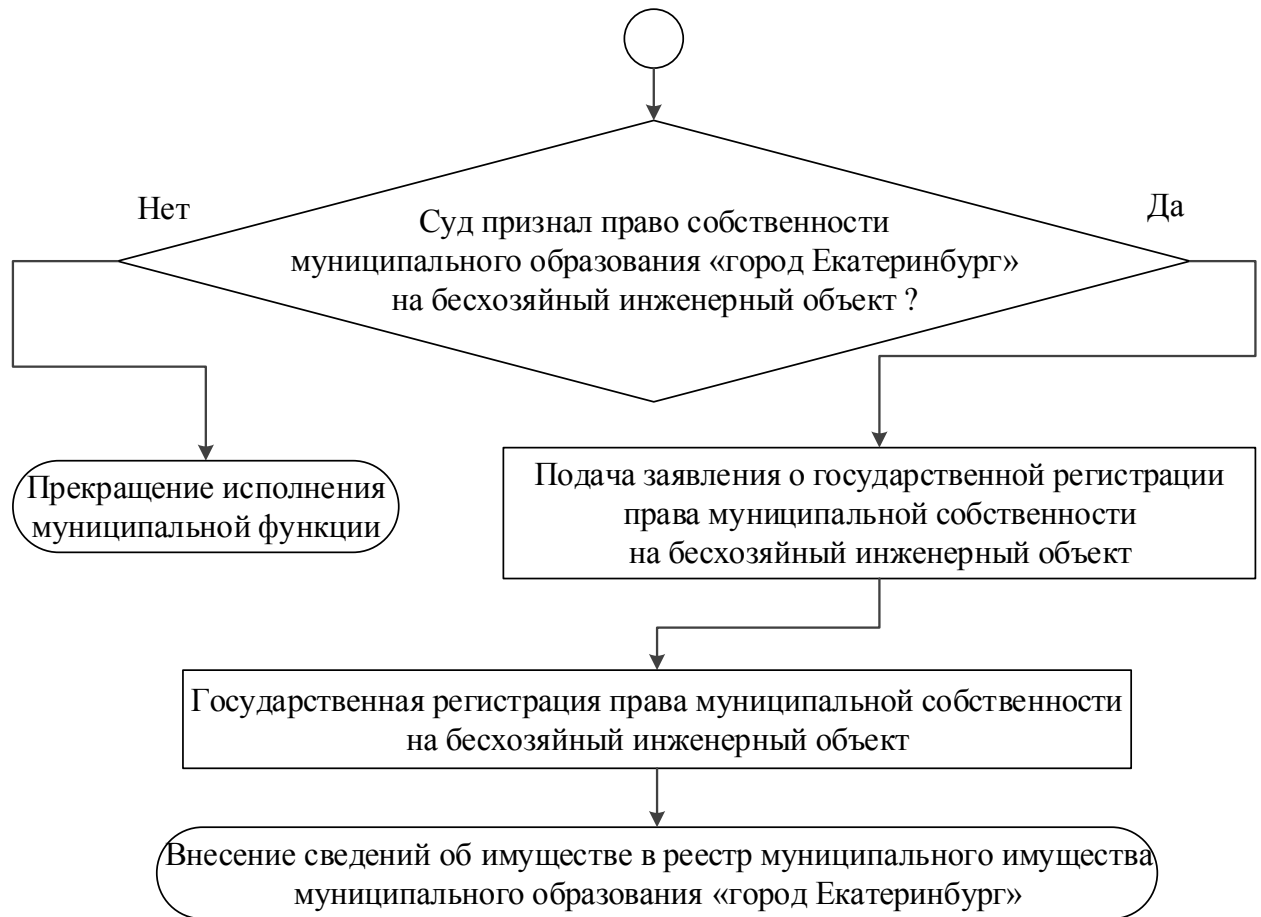 Нет
Да
Суд признал право собственности
муниципального образования «город Екатеринбург»
на бесхозяйный инженерный объект ?
Прекращение исполнения
муниципальной функции
Подача заявления о государственной регистрации
права муниципальной собственности
на бесхозяйный инженерный объект
Государственная регистрация права муниципальной собственности
на бесхозяйный инженерный объект
Внесение сведений об имуществе в реестр муниципального имущества
муниципального образования «город Екатеринбург»